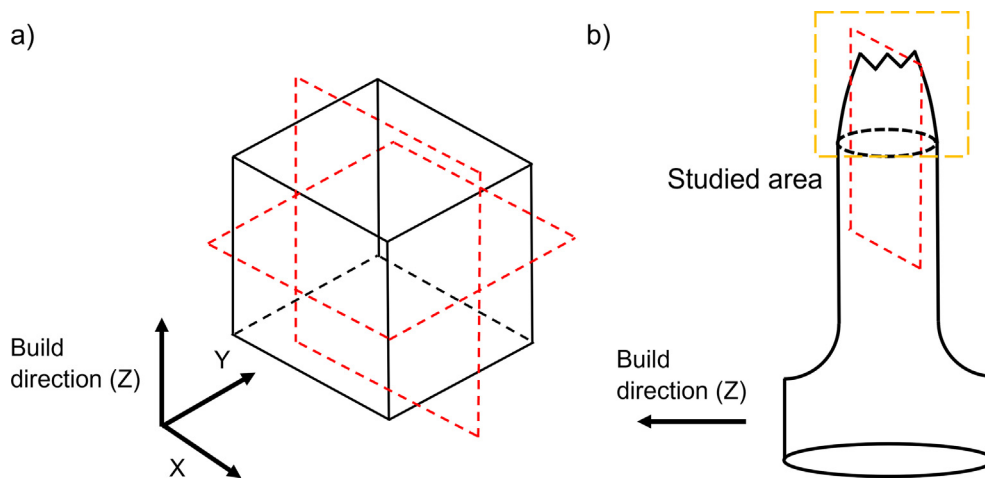 a)
Build
direction (Z)
Y
X
b)
Studied area
Build
direction (Z)